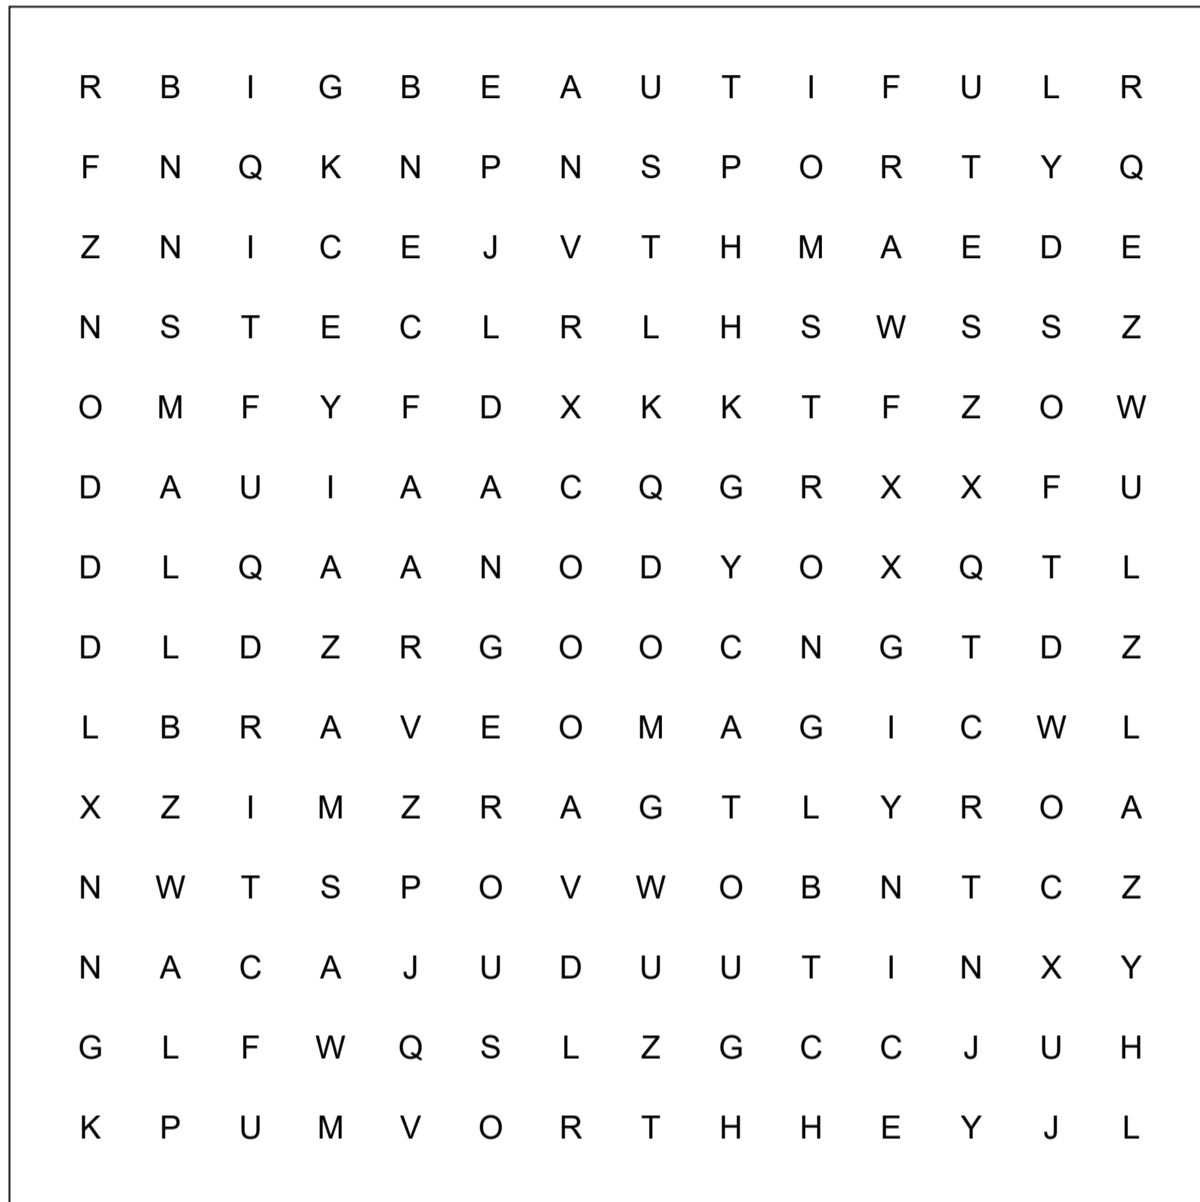 R B I G B E A U T I F U L R
F N Q K N P N S P O R T Y Q
Z N I C E J V T H M A E D E
N S T E C L R L H S W S S Z
O M F Y F D X K K T F Z O W
D A U I A A C Q G R X X F U
D L Q A A N O D Y O X Q T L
D L D Z R G O O C N G T D Z
L B R A V E O M A G I C W L
X Z I M Z R A G T L Y R O A
N W T S P O V W O B N T C Z
N A C A J U D U U T I N X Y
G L F W Q S L Z G C C J U H
K P U M V O R T H H E Y J L